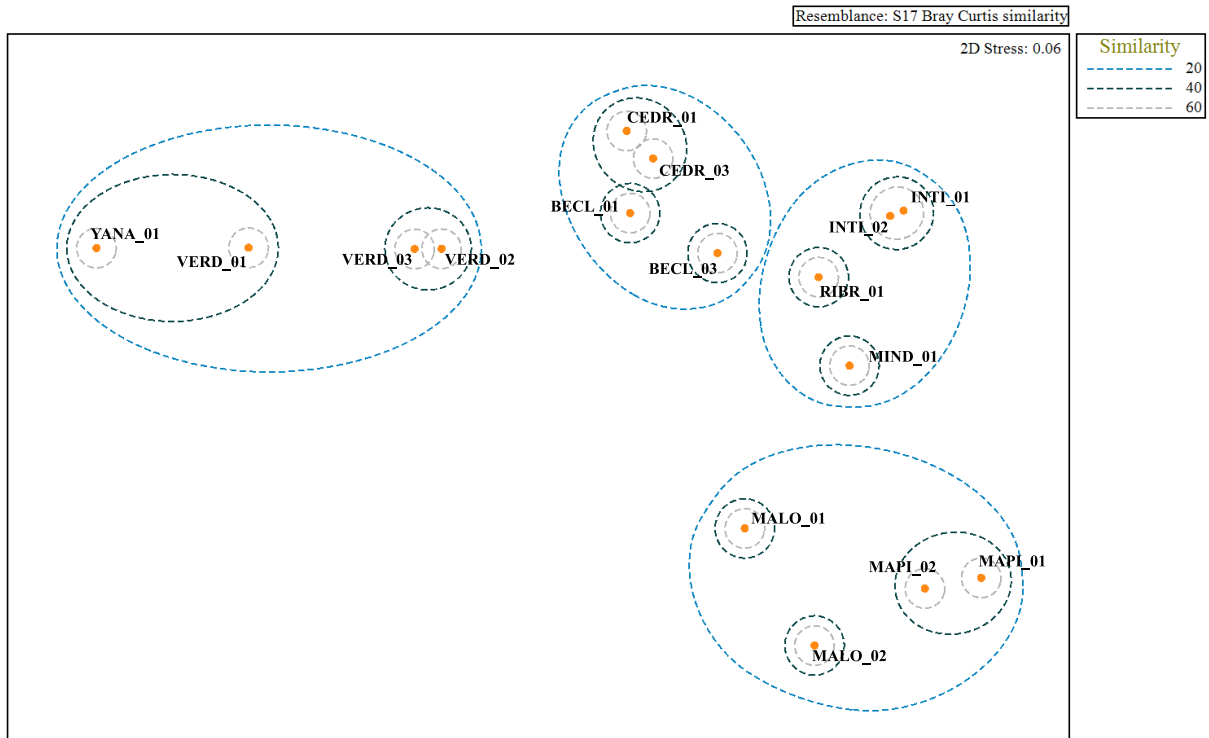 Resemblance: S17 Bray Curtis similarity
2D Stress: 0.06
Similarity
20
40
60
CEDR_01
CEDR_03
BECL_01
BECL_03
INTI_01
INTI_02
RIBR_01
MIND_01
YANA_01
VERD_01
VERD_03
VERD_02
MALO_01
MAPI_02
MAPI_01
MALO_02